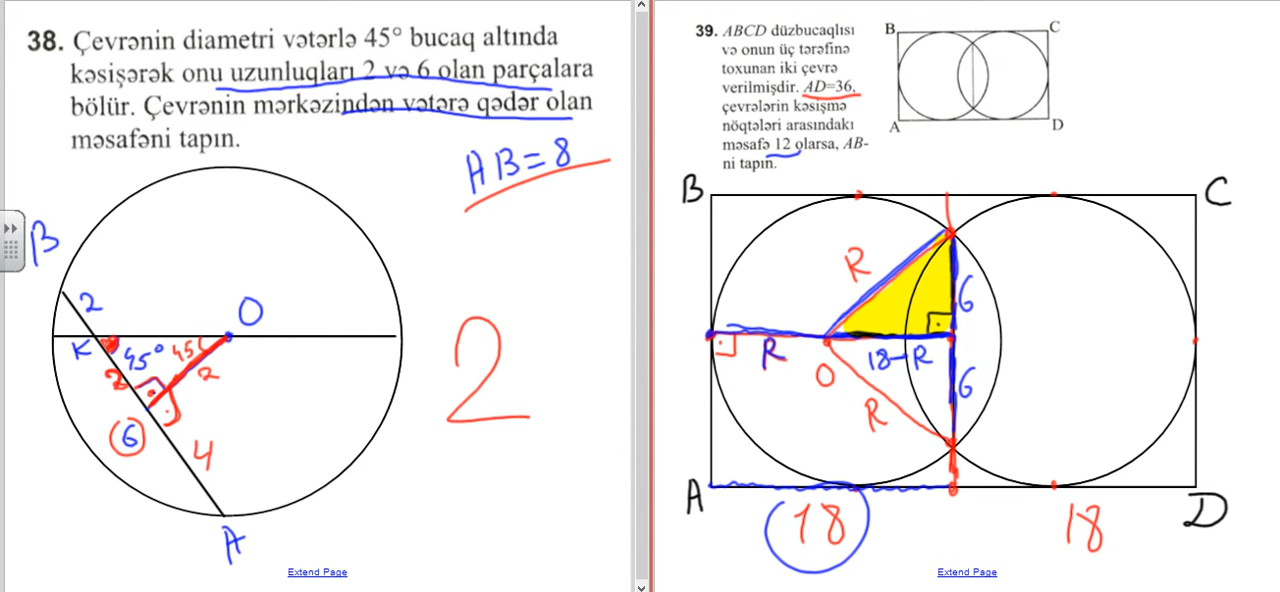 38. Çevrənin diametri vətərlə 45° bucaq altında
kəsişərək onu uzunluqları 2 və 6 olan parçalara
bölür. Çevrənin mərkəzindən vətərə qədər olan
məsafəni tapın.
AB=8
B
2
O
K
45°
45
2
2
6
4
A
2
Extend Page
39. ABCD düzbucaqlısı
və onun üç tərəfinə
toxunan iki çevrə
verilmişdir. AD=36,
çevrələrin kəsişmə
nöqtələri arasındakı
məsafə 12 olarsa, AB-
ni tapın.
B
C
A
D
B
C
R
6
R
18-R
O
6
R
A
18
18
D
Extend Page